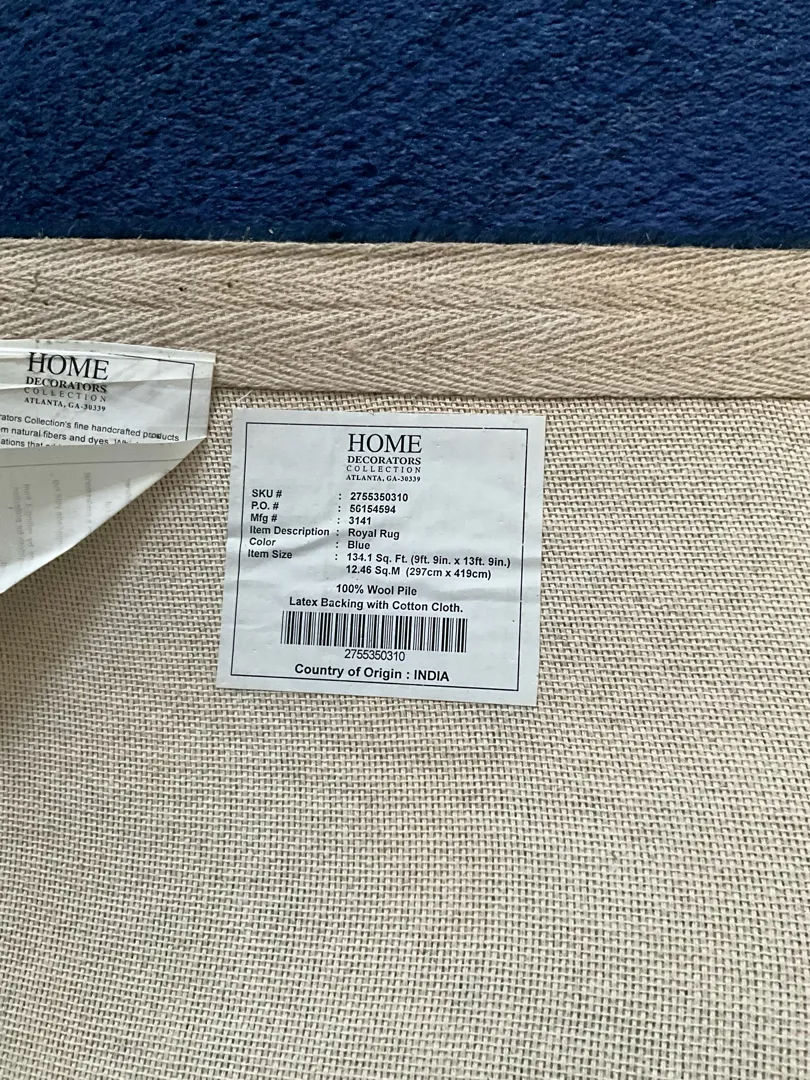 HOME
DECORATORS
COLLECTION
ATLANTA, GA-30339
rators Collection's fine handcrafted products
m natural fibers and dyes.
ations that
HOME
DECORATORS
COLLECTION
ATLANTA, GA-30339
SKU # : 2755350310
P.O. # : 56154594
Mfg # : 3141
Item Description : Royal Rug
Color : Blue
Item Size : 134.1 Sq. Ft. (9ft. 9in. x 13ft. 9in.)
12.46 Sq.M (297cm x 419cm)
100% Wool Pile
Latex Backing with Cotton Cloth.
2755350310
Country of Origin : INDIA